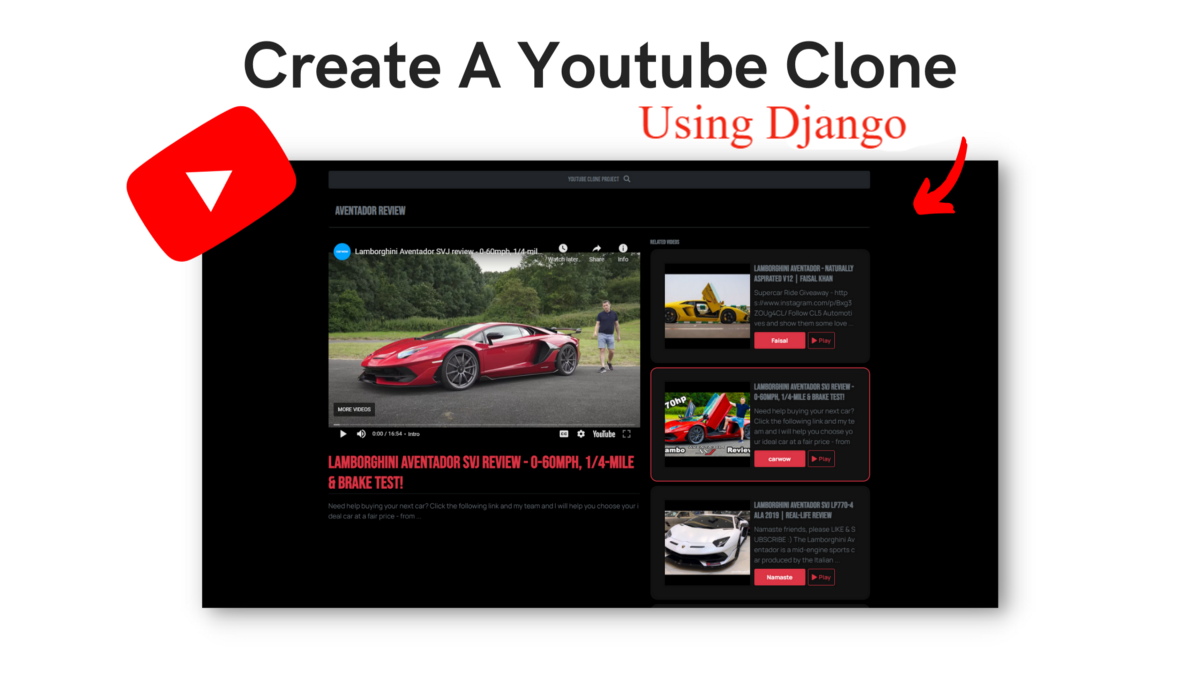 Create A Youtube Clone
Using Django
YOUTUBE CLONE PROJECT
AVENTADOR REVIEW
Lamborghini Aventador SVJ review - 0-60mph, 1/4-mil...
Watch later
Share
Info
MORE VIDEOS
0:00 / 16:54 • Intro
CC
YouTube
LAMBORGHINI AVENTADOR SVJ REVIEW - 0-60MPH, 1/4-MILE
& BRAKE TEST!
Need help buying your next car? Click the following link and my team and I will help you choose your i
deal car at a fair price - from ...
RELATED VIDEOS
LAMBORGHINI AVENTADOR - NATURALLY
ASPIRATED V12 | FAISAL KHAN
Supercar Ride Giveaway - http
s://www.instagram.com/p/Bxg3
ZOUg4CL/ Follow CL5 Automoti
ves and show them some love ...
Faisal
Play
70hp
ambo
Review
LAMBORGHINI AVENTADOR SVJ REVIEW -
0-60MPH, 1/4-MILE & BRAKE TEST!
Need help buying your next car?
Click the following link and my te
am and I will help you choose yo
ur ideal car at a fair price - from
carwow
Play
LAMBORGHINI AVENTADOR SVJ LP770-4
ALA 2019 | REAL-LIFE REVIEW
Namaste friends, please LIKE & S
UBSCRIBE :) The Lamborghini Av
entador is a mid-engine sports c
ar produced by the Italian ...
Namaste
Play